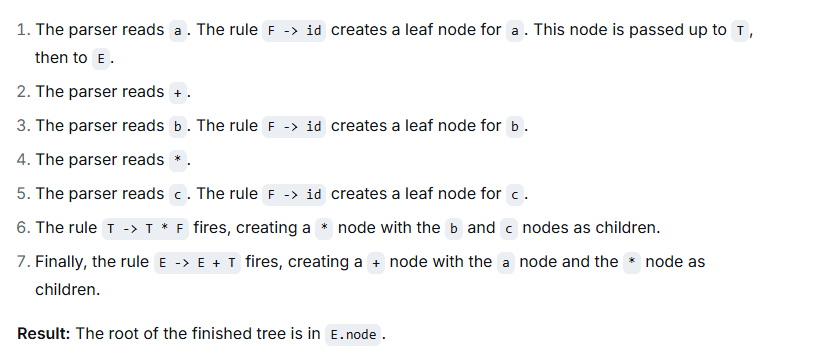 1. The parser reads a. The rule F -> id creates a leaf node for a. This node is passed up to T,
then to E.
2. The parser reads +.
3. The parser reads b. The rule F -> id creates a leaf node for b.
4. The parser reads *.
5. The parser reads c. The rule F -> id creates a leaf node for c.
6. The rule T -> T * F fires, creating a * node with the b and c nodes as children.
7. Finally, the rule E -> E + T fires, creating a + node with the a node and the * node as
children.
Result: The root of the finished tree is in E.node.